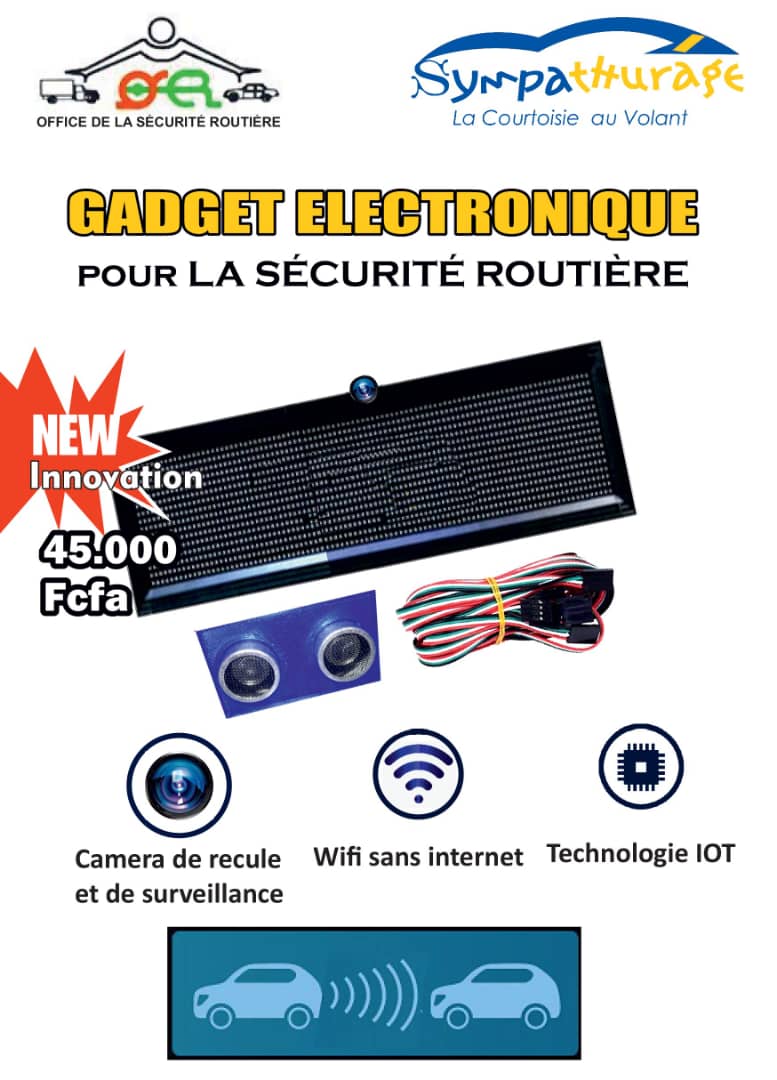 OFFICE DE LA SÉCURITÉ ROUTIÈRE
Sympatturage
La Courtoisie au Volant
GADGET ELECTRONIQUE
POUR LA SÉCURITÉ ROUTIÈRE
NEW
Innovation
45.000
Fcfa
Camera de recule
et de surveillance
Wifi sans internet
Technologie IOT